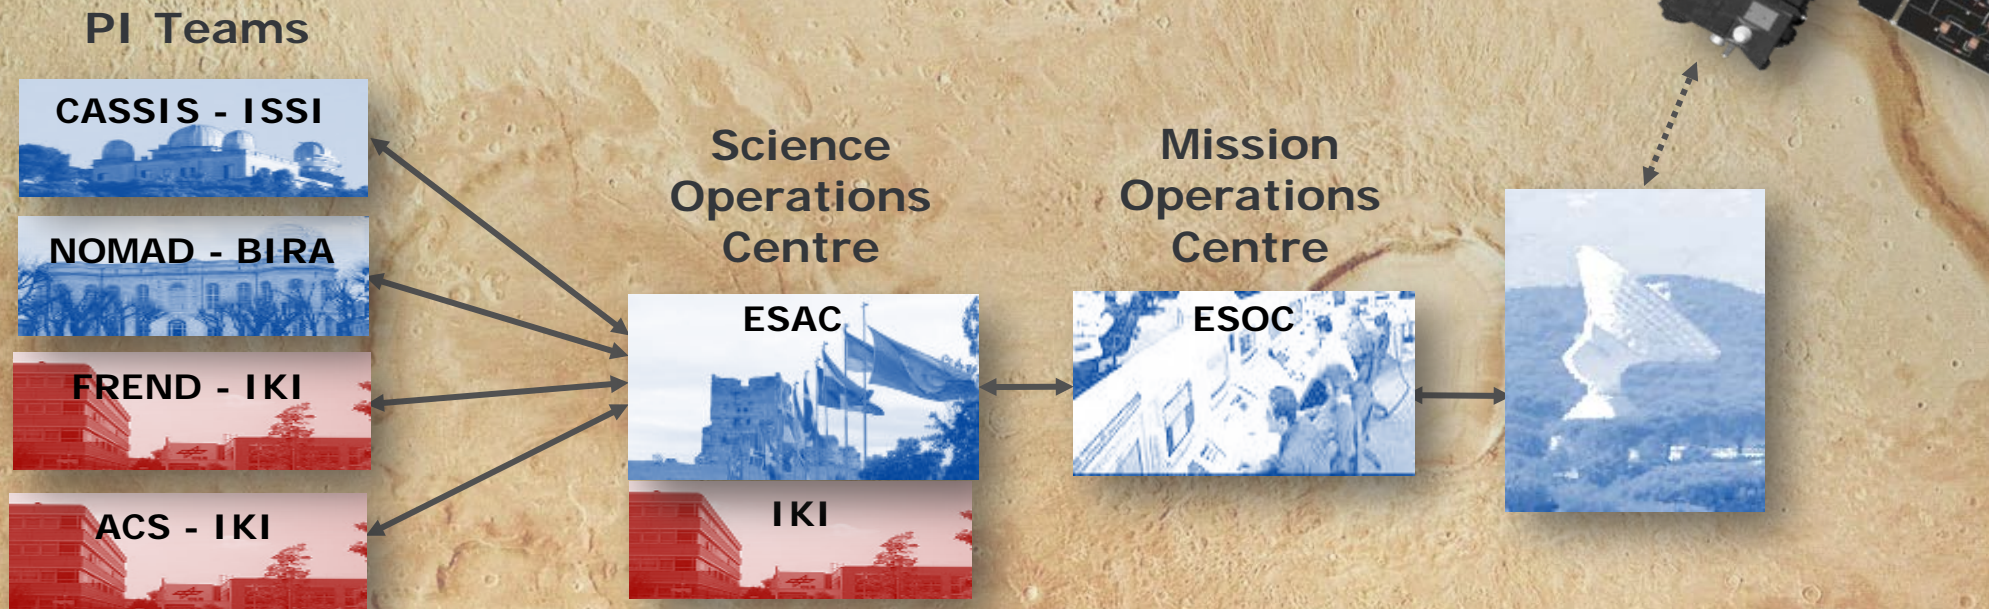 PI Teams
CASSIS - ISSI
NOMAD - BIRA
FREND - IKI
ACS - IKI
Science
Operations
Centre
ESAC
IKI
Mission
Operations
Centre
ESOC